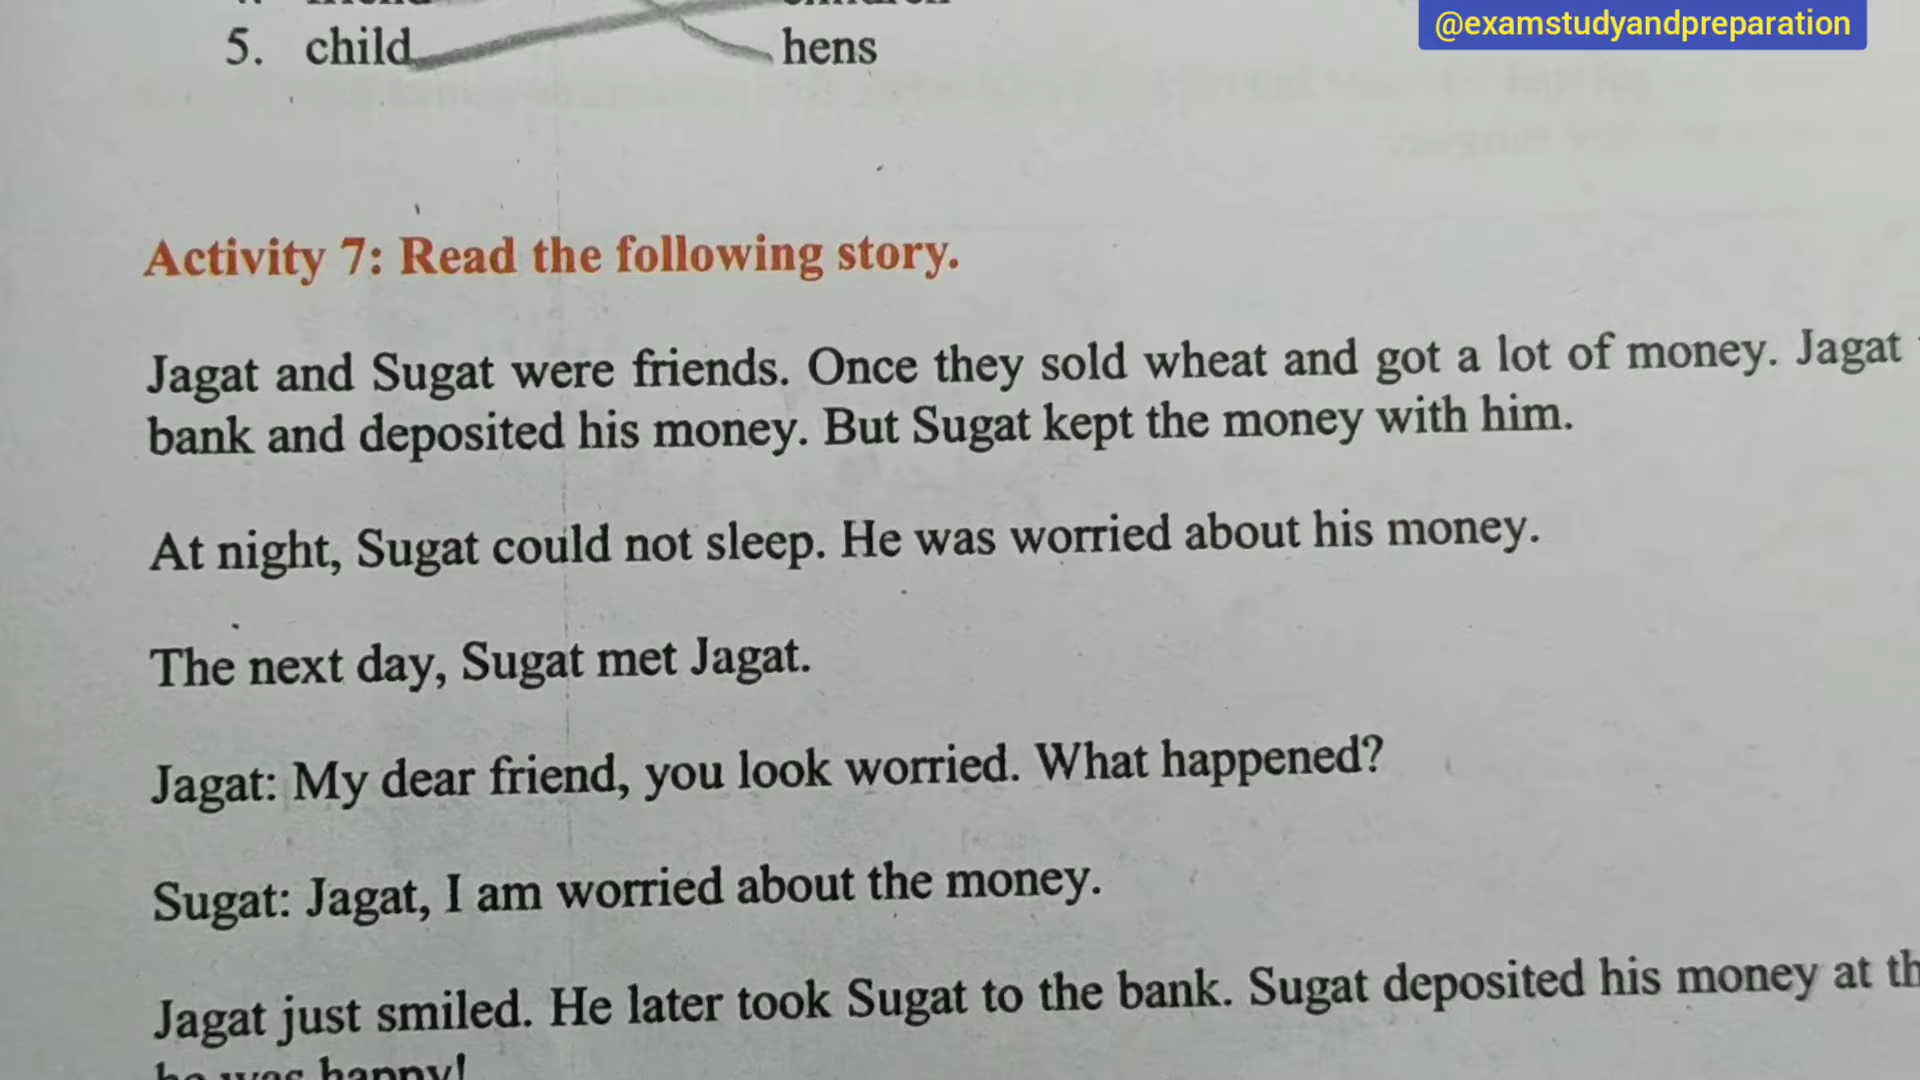 @examstudyandpreparation
5. child hens
Activity 7: Read the following story.
Jagat and Sugat were friends. Once they sold wheat and got a lot of money. Jagat
bank and deposited his money. But Sugat kept the money with him.
At night, Sugat could not sleep. He was worried about his money.
The next day, Sugat met Jagat.
Jagat: My dear friend, you look worried. What happened?
Sugat: Jagat, I am worried about the money.
Jagat just smiled. He later took Sugat to the bank. Sugat deposited his money at th
he was happy!